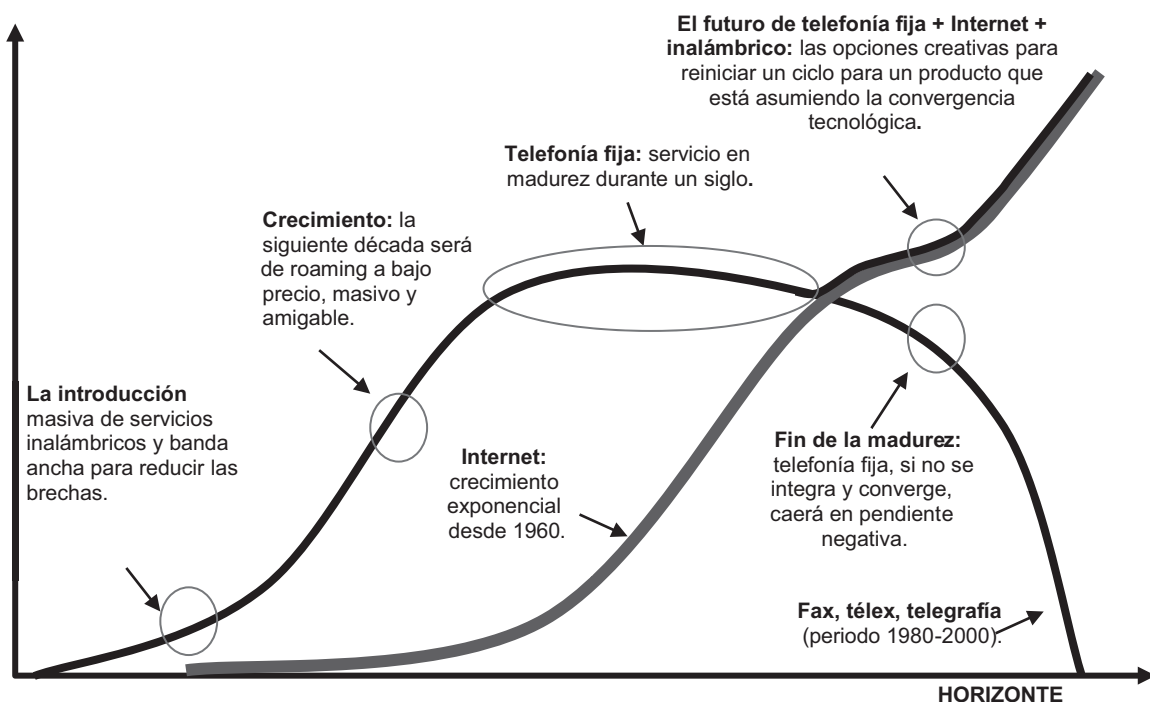 El futuro de telefonía fija + Internet +
inalámbrico: las opciones creativas para
reiniciar un ciclo para un producto que
está asumiendo la convergencia
tecnológica.
Telefonía fija: servicio en
madurez durante un siglo.
Crecimiento: la
siguiente década será
de roaming a bajo
precio, masivo y
amigable.
La introducción
masiva de servicios
inalámbricos y banda
ancha para reducir las
brechas.
Internet:
crecimiento
exponencial
desde 1960.
Fin de la madurez:
telefonía fija, si no se
integra y converge,
caerá en pendiente
negativa.
Fax, télex, telegrafía
(periodo 1980-2000).
HORIZONTE